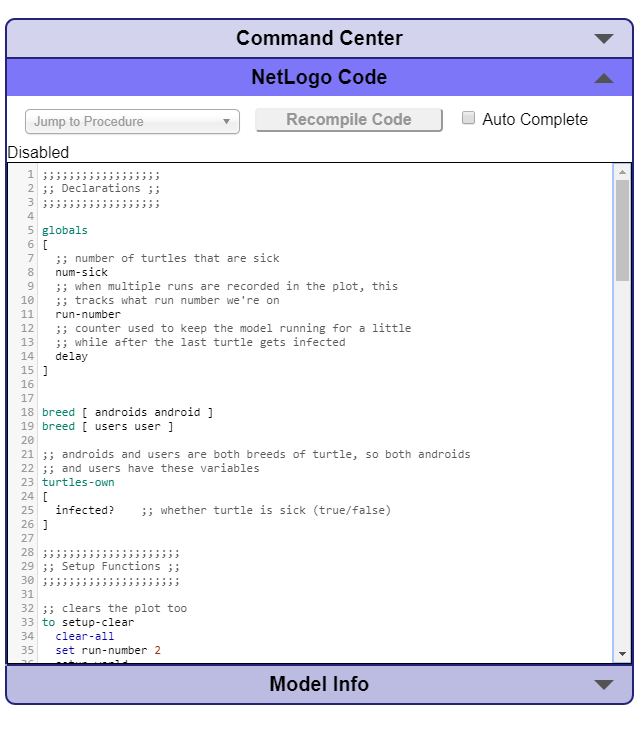 Command Center
NetLogo Code
Jump to Procedure
Recompile Code
Auto Complete
Disabled
1 ;;;;;;;;;;;;;;;;;;
2 ;; Declarations ;;
3 ;;;;;;;;;;;;;;;;;;
4
5 globals
6 [
7   ;; number of turtles that are sick
8   num-sick
9   ;; when multiple runs are recorded in the plot, this
10   ;; tracks what run number we're on
11   run-number
12   ;; counter used to keep the model running for a little
13   ;; while after the last turtle gets infected
14   delay
15 ]
16
17
18 breed [ androids android ]
19 breed [ users user ]
20
21 ;; androids and users are both breeds of turtle, so both androids
22 ;; and users have these variables
23 turtles-own
24 [
25   infected?    ;; whether turtle is sick (true/false)
26 ]
27
28 ;;;;;;;;;;;;;;;;;;;;;
29 ;; Setup Functions ;;
30 ;;;;;;;;;;;;;;;;;;;;;
31
32 ;; clears the plot too
33 to setup-clear
34   clear-all
35   set run-number 2
Model Info